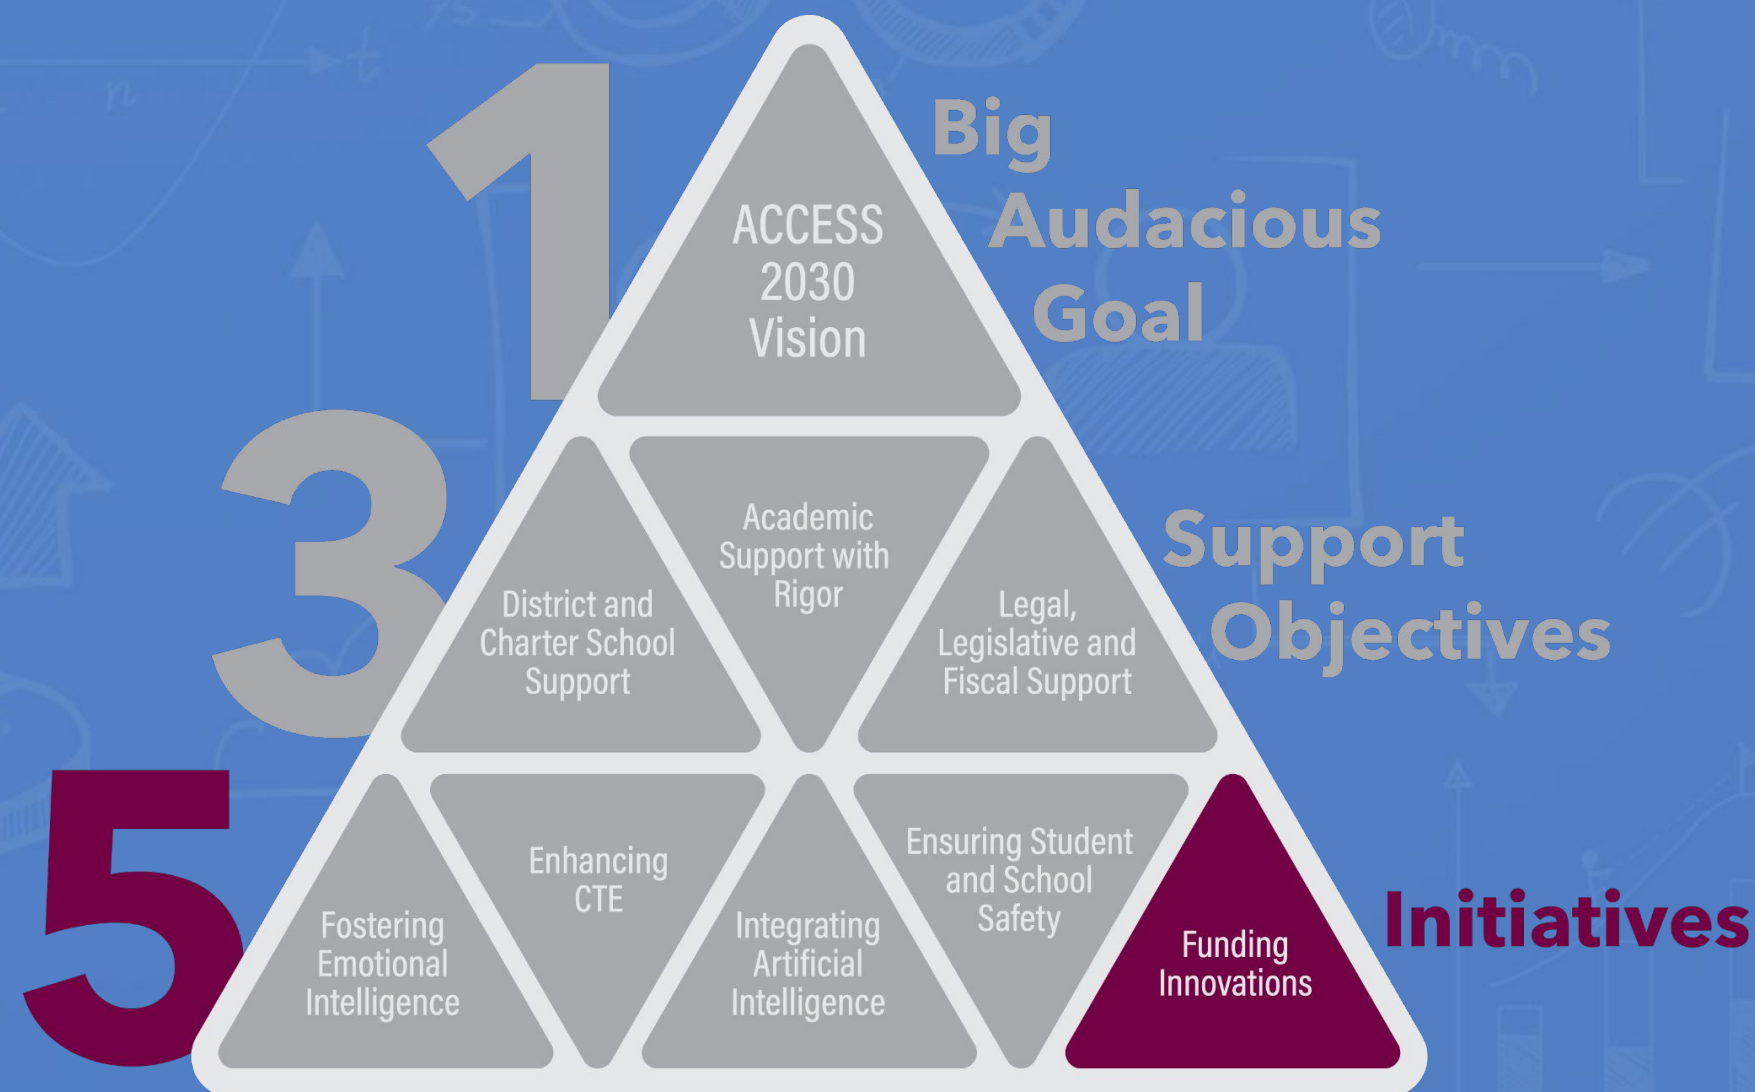 1
Big
Audacious
Goal
ACCESS
2030
Vision
3
Support
Objectives
District and
Charter School
Support
Academic
Support with
Rigor
Legal,
Legislative and
Fiscal Support
5
Initiatives
Fostering
Emotional
Intelligence
Enhancing
CTE
Integrating
Artificial
Intelligence
Ensuring Student
and School
Safety
Funding
Innovations
75
n
t